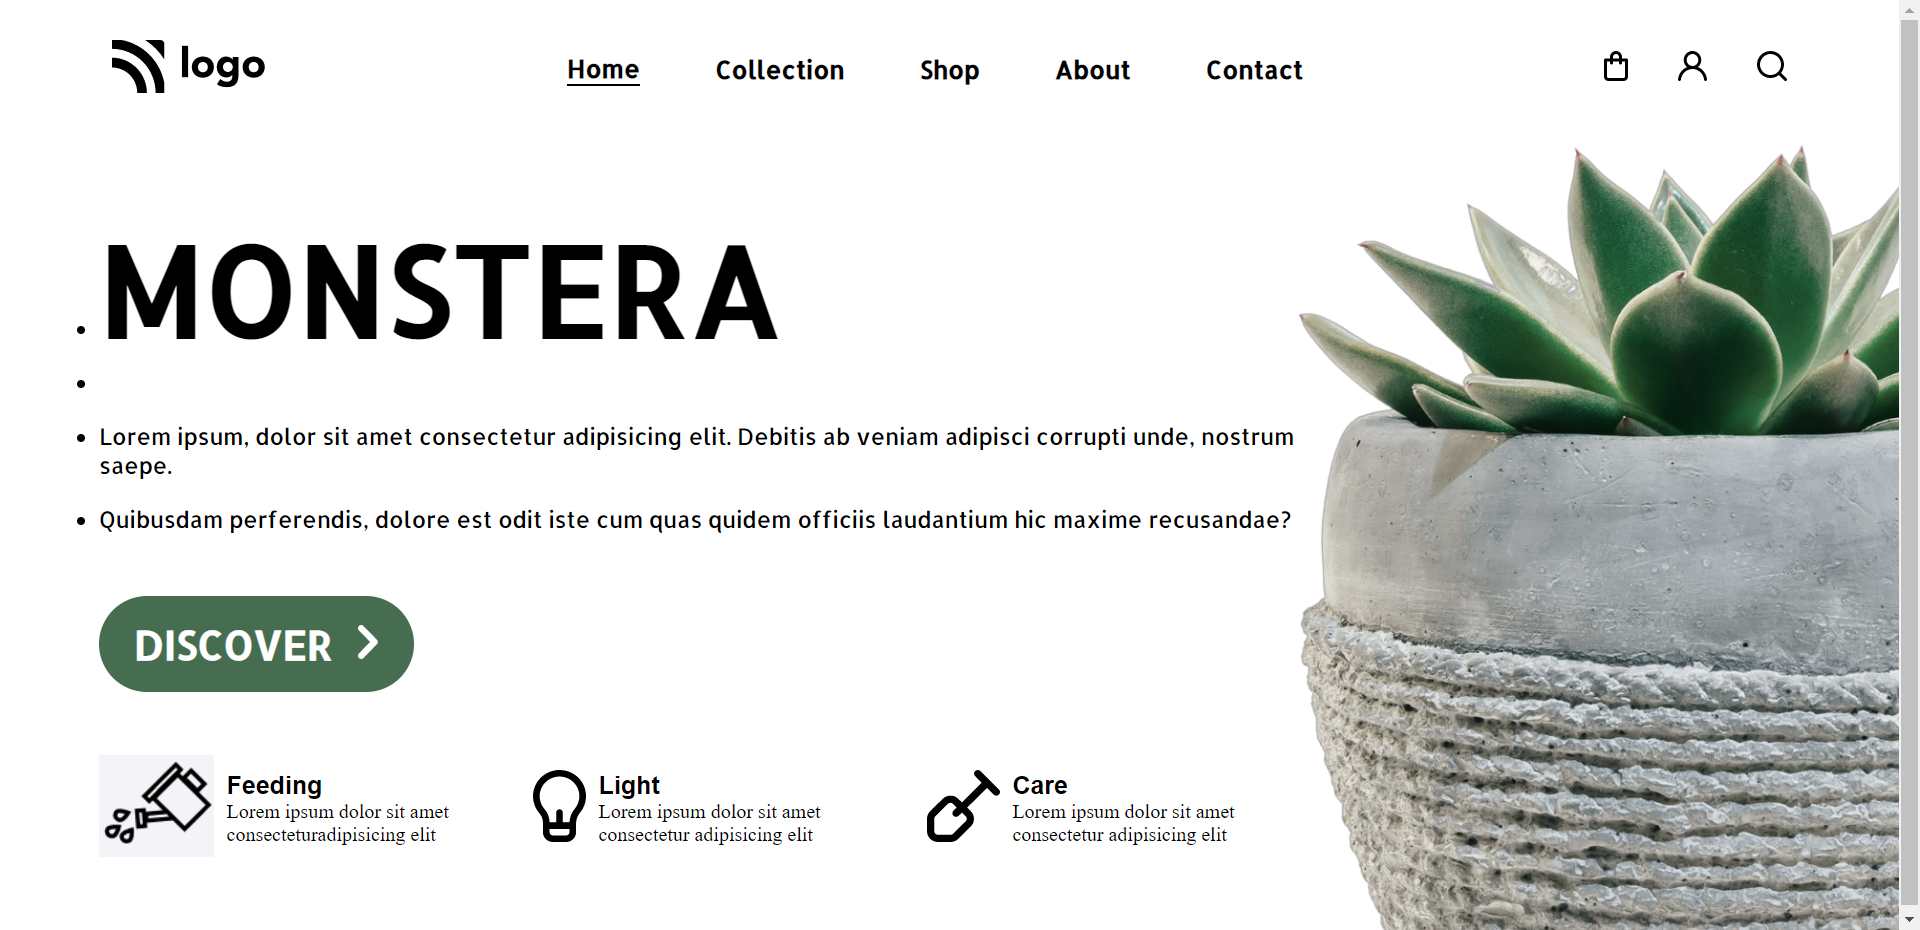 logo
Home Collection Shop About Contact
MONSTERA
Lorem ipsum, dolor sit amet consectetur adipisicing elit. Debitis ab veniam adipisci corrupti unde, nostrum
saepe.
Quibusdam perferendis, dolore est odit iste cum quas quidem officiis laudantium hic maxime recusandae?
DISCOVER
Feeding
Lorem ipsum dolor sit amet
consecteturadipisicing elit
Light
Lorem ipsum dolor sit amet
consectetur adipisicing elit
Care
Lorem ipsum dolor sit amet
consectetur adipisicing elit